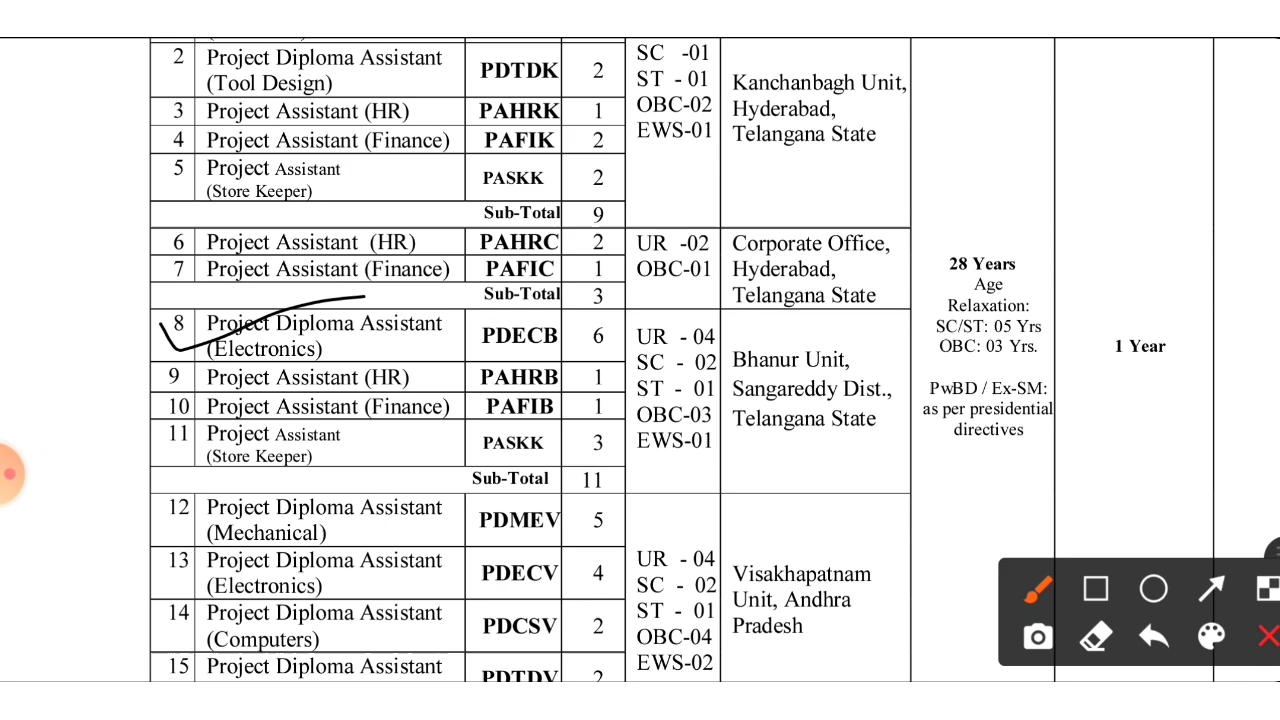 2 Project Diploma Assistant (Tool Design) PDTDK 2
3 Project Assistant (HR) PAHRK 1
4 Project Assistant (Finance) PAFIK 2
5 Project Assistant (Store Keeper) PASKK 2
Sub-Total 9
SC -01
ST - 01
OBC-02
EWS-01
Kanchanbagh Unit,
Hyderabad,
Telangana State
6 Project Assistant (HR) PAHRC 2
7 Project Assistant (Finance) PAFIC 1
Sub-Total 3
UR -02
OBC-01
Corporate Office,
Hyderabad,
Telangana State
8 Project Diploma Assistant (Electronics) PDECB 6
9 Project Assistant (HR) PAHRB 1
10 Project Assistant (Finance) PAFIB 1
11 Project Assistant (Store Keeper) PASKK 3
Sub-Total 11
UR - 04
SC - 02
ST - 01
OBC-03
EWS-01
Bhanur Unit,
Sangareddy Dist.,
Telangana State
12 Project Diploma Assistant (Mechanical) PDMEV 5
13 Project Diploma Assistant (Electronics) PDECV 4
14 Project Diploma Assistant (Computers) PDCSV 2
15 Project Diploma Assistant PDTDV 2
UR - 04
SC - 02
ST - 01
OBC-04
EWS-02
Visakhapatnam
Unit, Andhra
Pradesh
28 Years
Age
Relaxation:
SC/ST: 05 Yrs
OBC: 03 Yrs.
PwBD / Ex-SM:
as per presidential
directives
1 Year